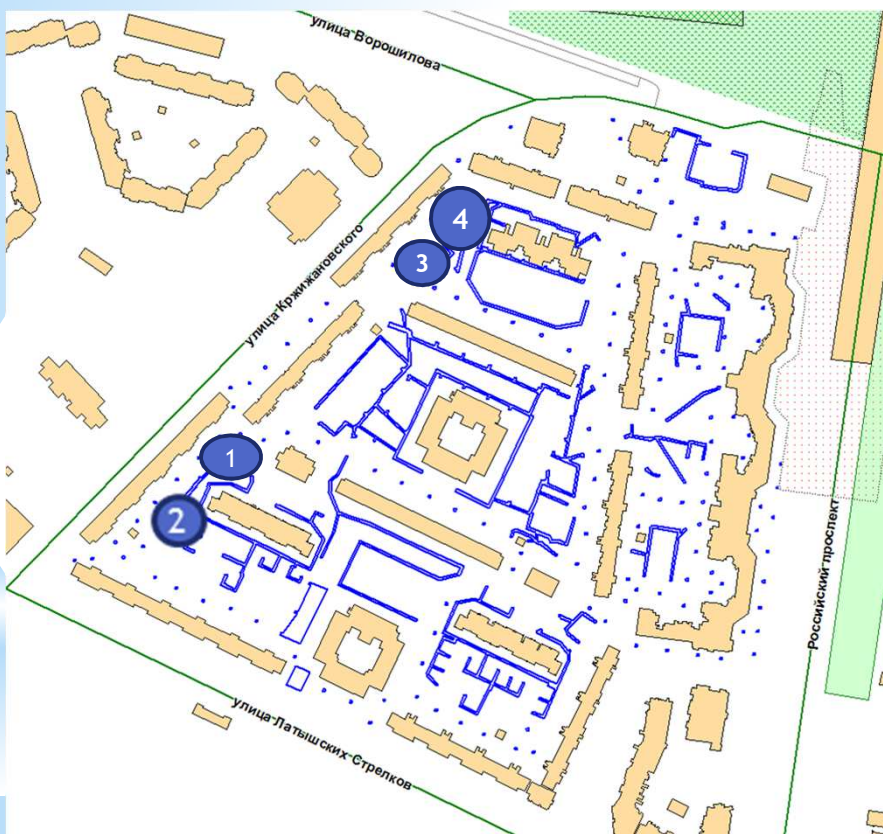 улица Ворошилова
улица Кржижановского
4
3
1
2
Российский проспект
улица Латышских Стрелков